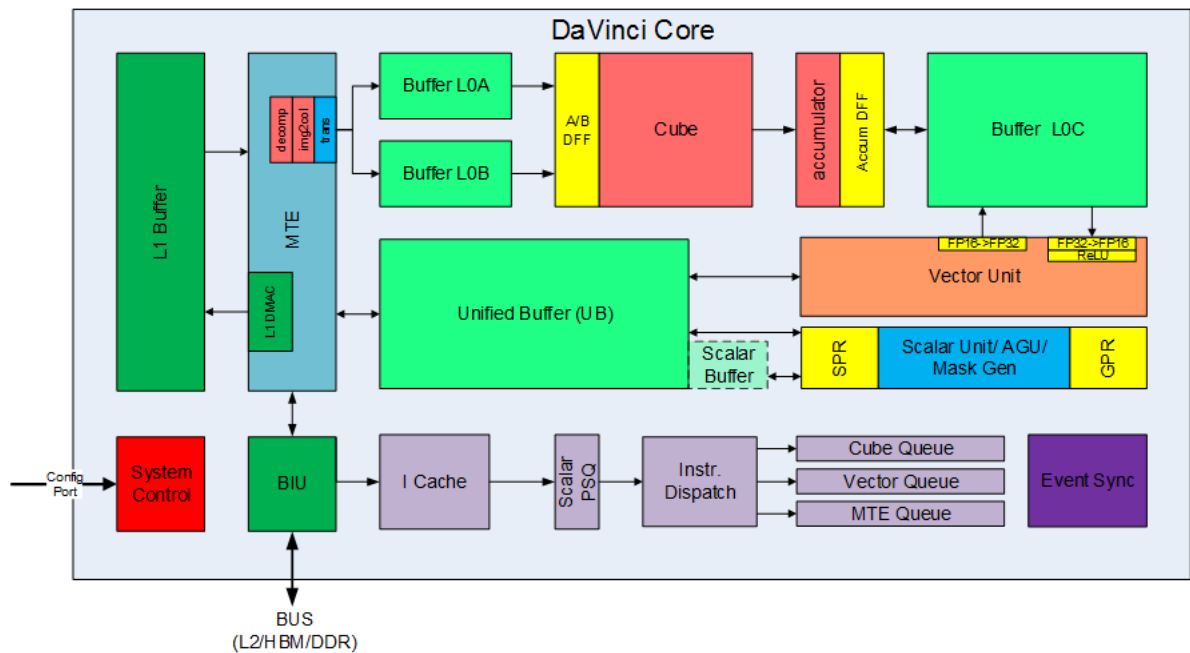 DaVinci Core
L1 Buffer
MTE
decomp
img2col
trans
L1 DMAC
Buffer L0A
Buffer L0B
A/B
DFF
Cube
accumulator
Accum DFF
Buffer L0C
FP16->FP32
FP32->FP16
ReLU
Vector Unit
Unified Buffer (UB)
Scalar
Buffer
SPR
Scalar Unit/ AGU/
Mask Gen
GPR
Config
Port
System
Control
BIU
I Cache
Scalar
PSQ
Instr.
Dispatch
Cube Queue
Vector Queue
MTE Queue
Event Sync
BUS
(L2/HBM/DDR)